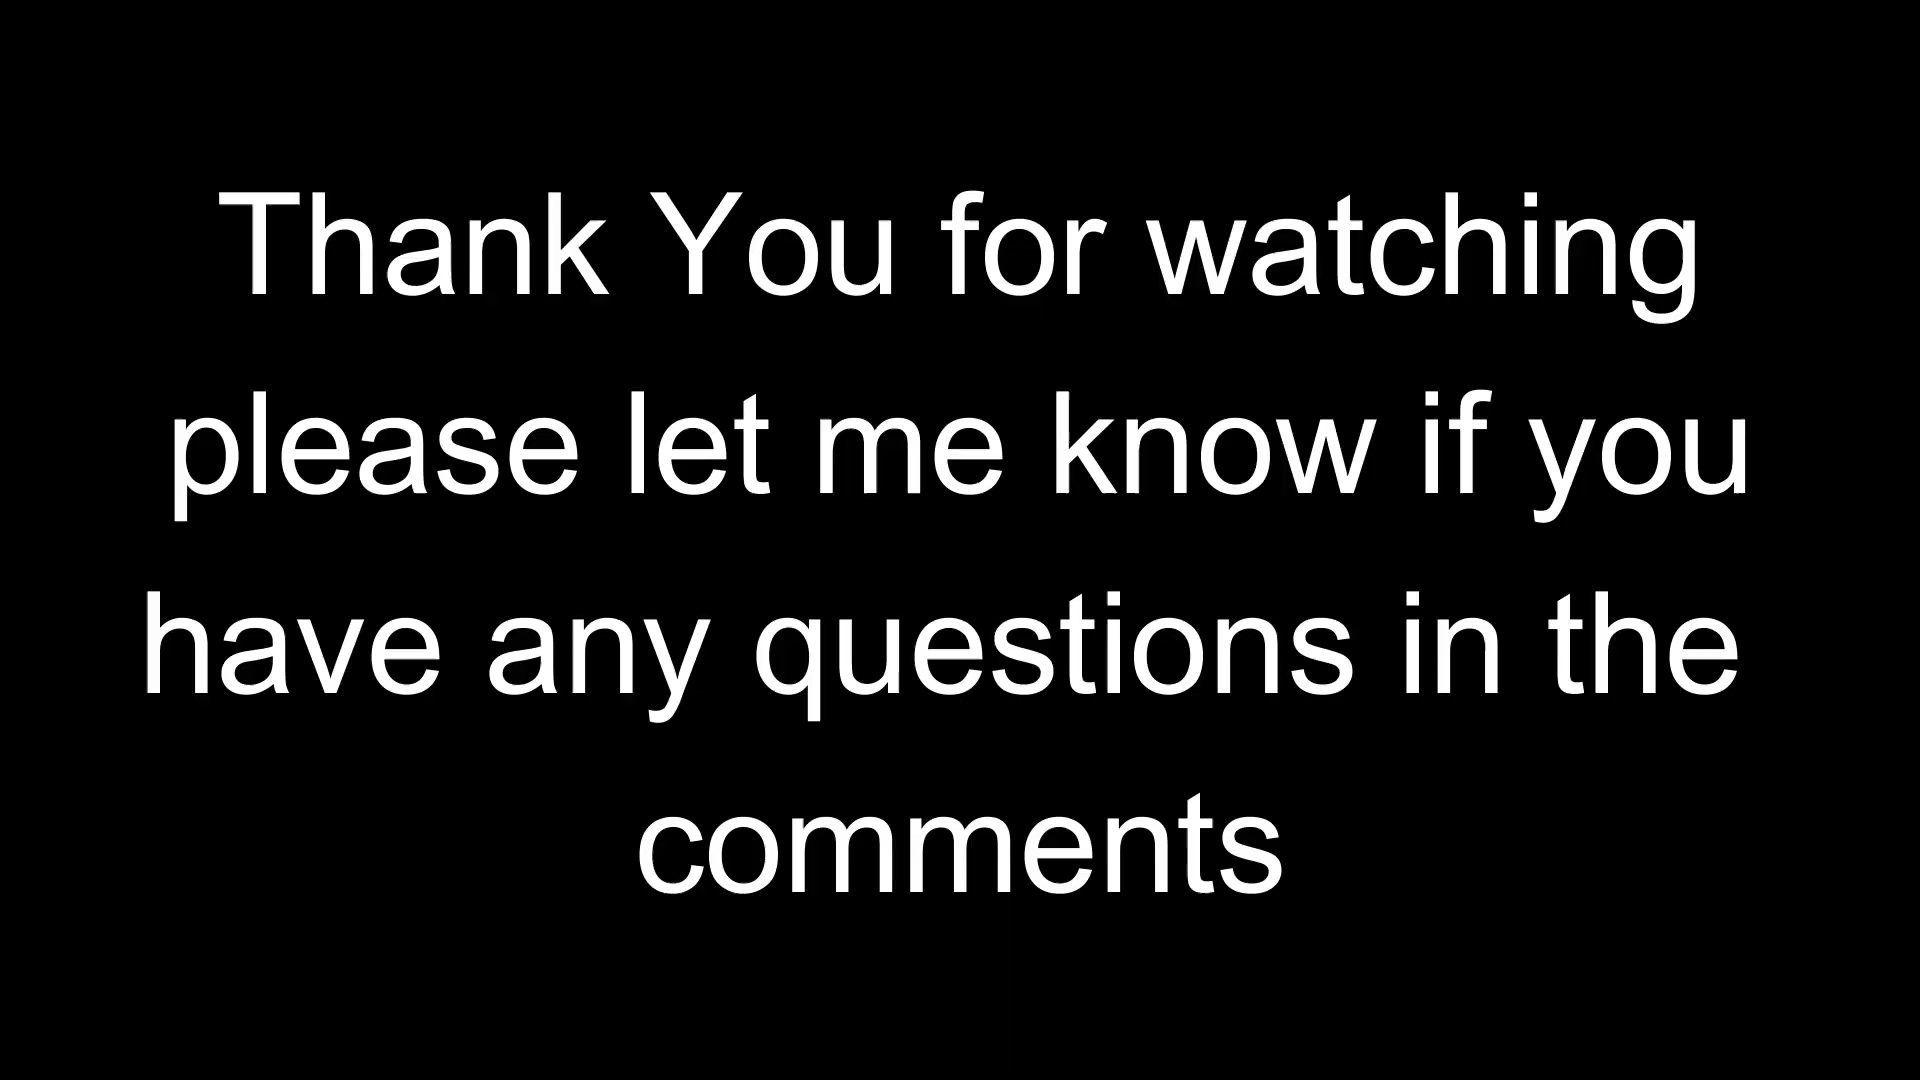 Thank You for watching
please let me know if you
have any questions in the
comments